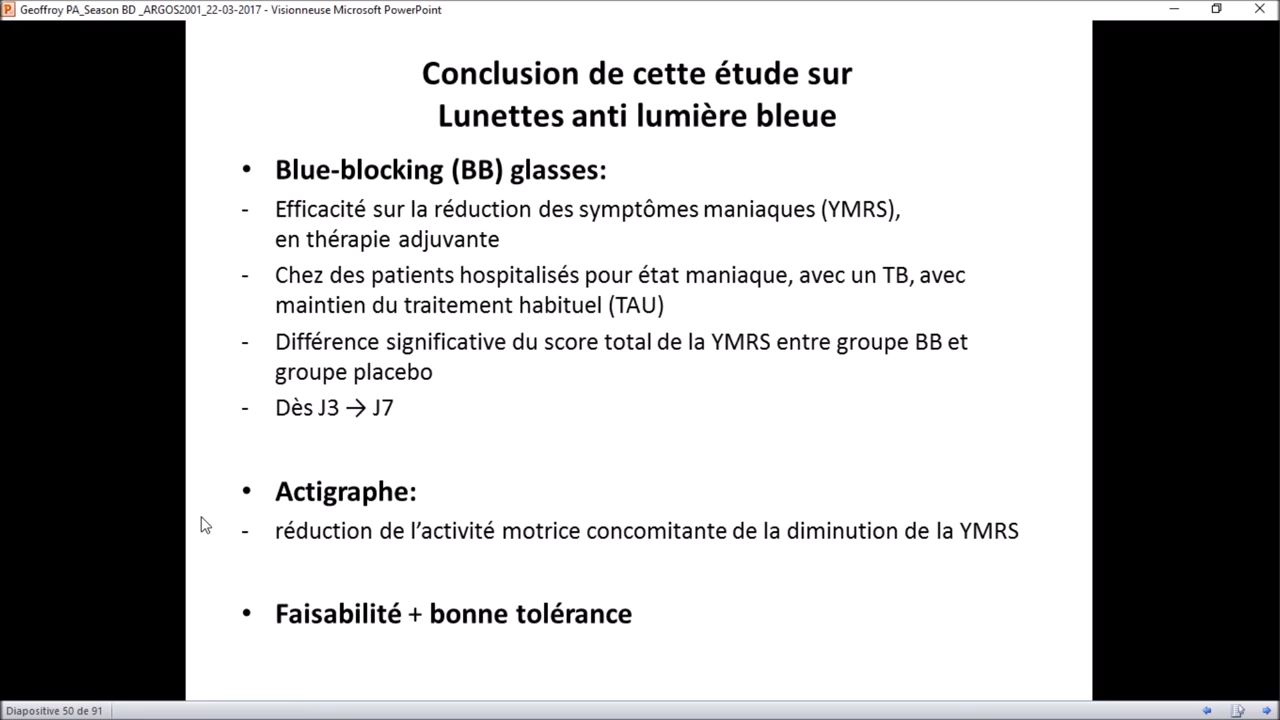 Geoffroy PA_Season BD _ARGOS2001_22-03-2017 - Visionneuse Microsoft PowerPoint
Conclusion de cette étude sur
Lunettes anti lumière bleue
• Blue-blocking (BB) glasses:
- Efficacité sur la réduction des symptômes maniaques (YMRS),
en thérapie adjuvante
- Chez des patients hospitalisés pour état maniaque, avec un TB, avec
maintien du traitement habituel (TAU)
- Différence significative du score total de la YMRS entre groupe BB et
groupe placebo
- Dès J3 → J7
• Actigraphe:
- réduction de l’activité motrice concomitante de la diminution de la YMRS
• Faisabilité + bonne tolérance
Diapositive 50 de 91